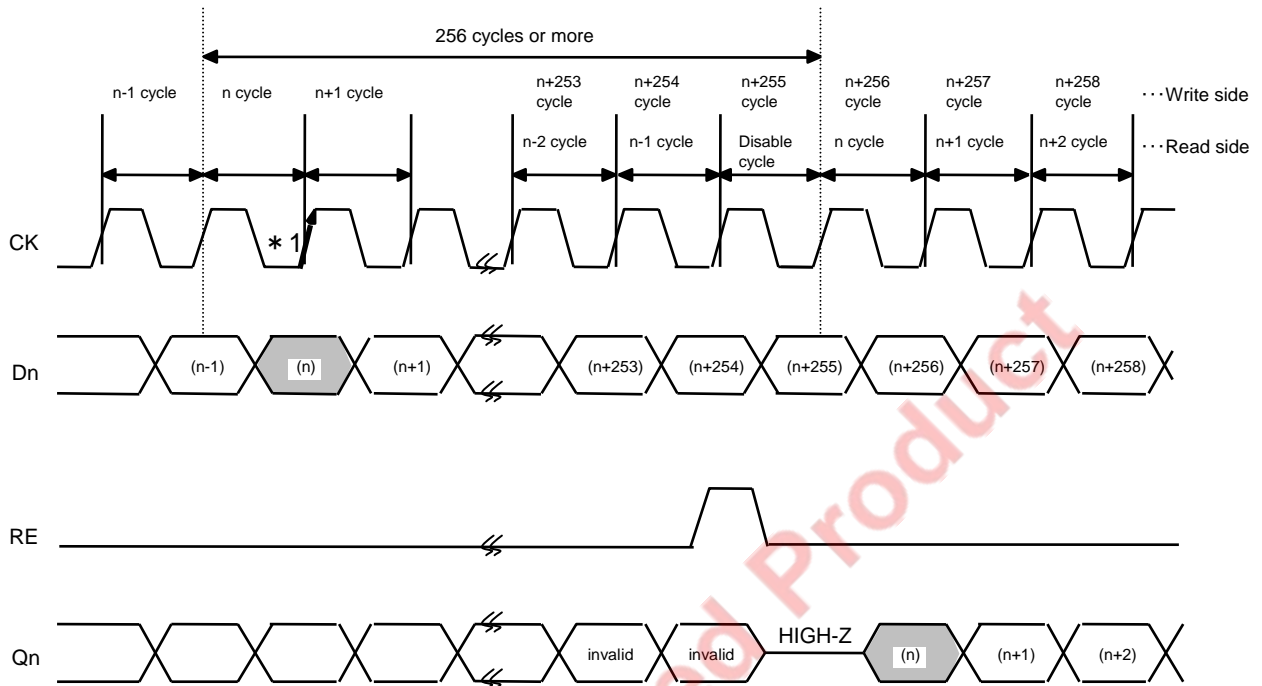 256 cycles or more
n-1 cycle n cycle n+1 cycle
n+253 cycle n+254 cycle n+255 cycle n+256 cycle n+257 cycle n+258 cycle ···Write side
n-2 cycle n-1 cycle Disable cycle n cycle n+1 cycle n+2 cycle ···Read side
CK
*1
Dn (n-1) (n) (n+1) (n+253) (n+254) (n+255) (n+256) (n+257) (n+258)
RE
Qn invalid invalid HIGH-Z (n) (n+1) (n+2)
Product